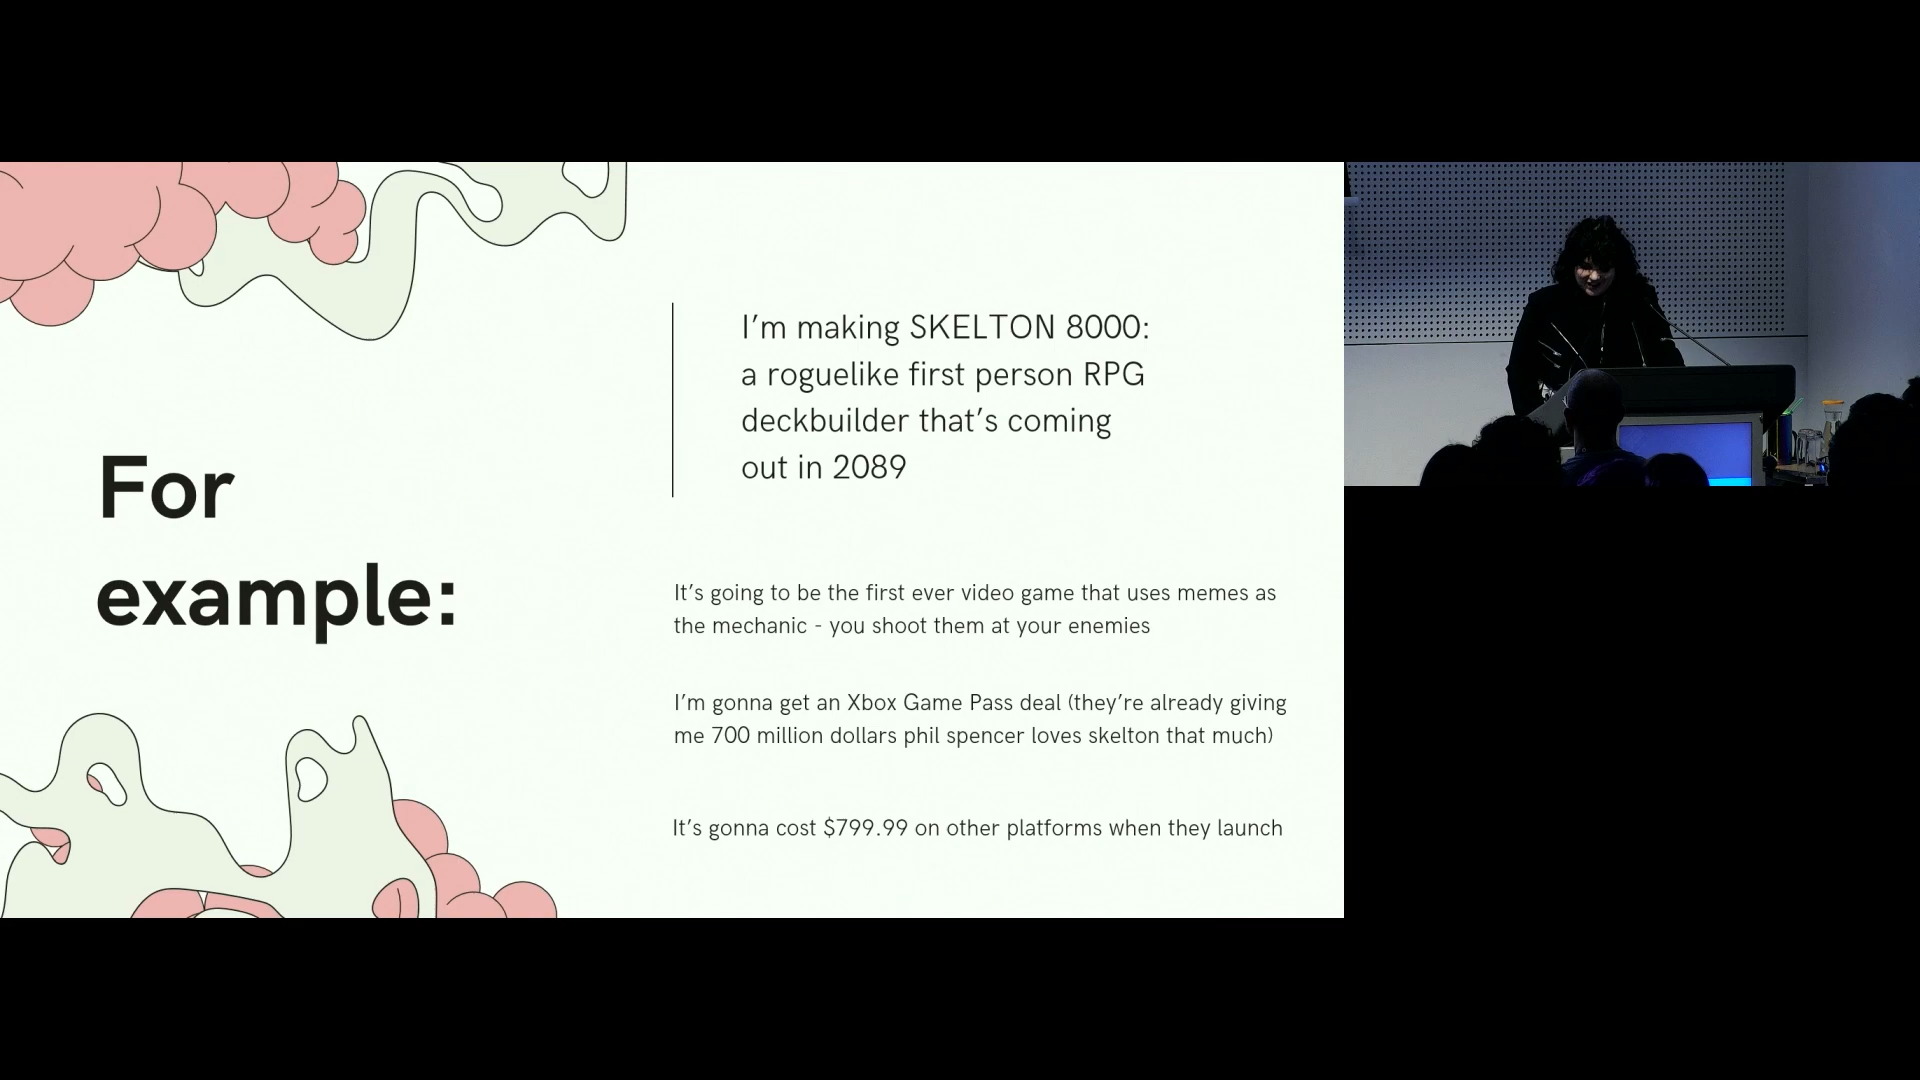 For
example:
I'm making SKELTON 8000:
a roguelike first person RPG
deckbuilder that's coming
out in 2089
It's going to be the first ever video game that uses memes as
the mechanic - you shoot them at your enemies
I'm gonna get an Xbox Game Pass deal (they're already giving
me 700 million dollars phil spencer loves skelton that much)
It's gonna cost $799.99 on other platforms when they launch